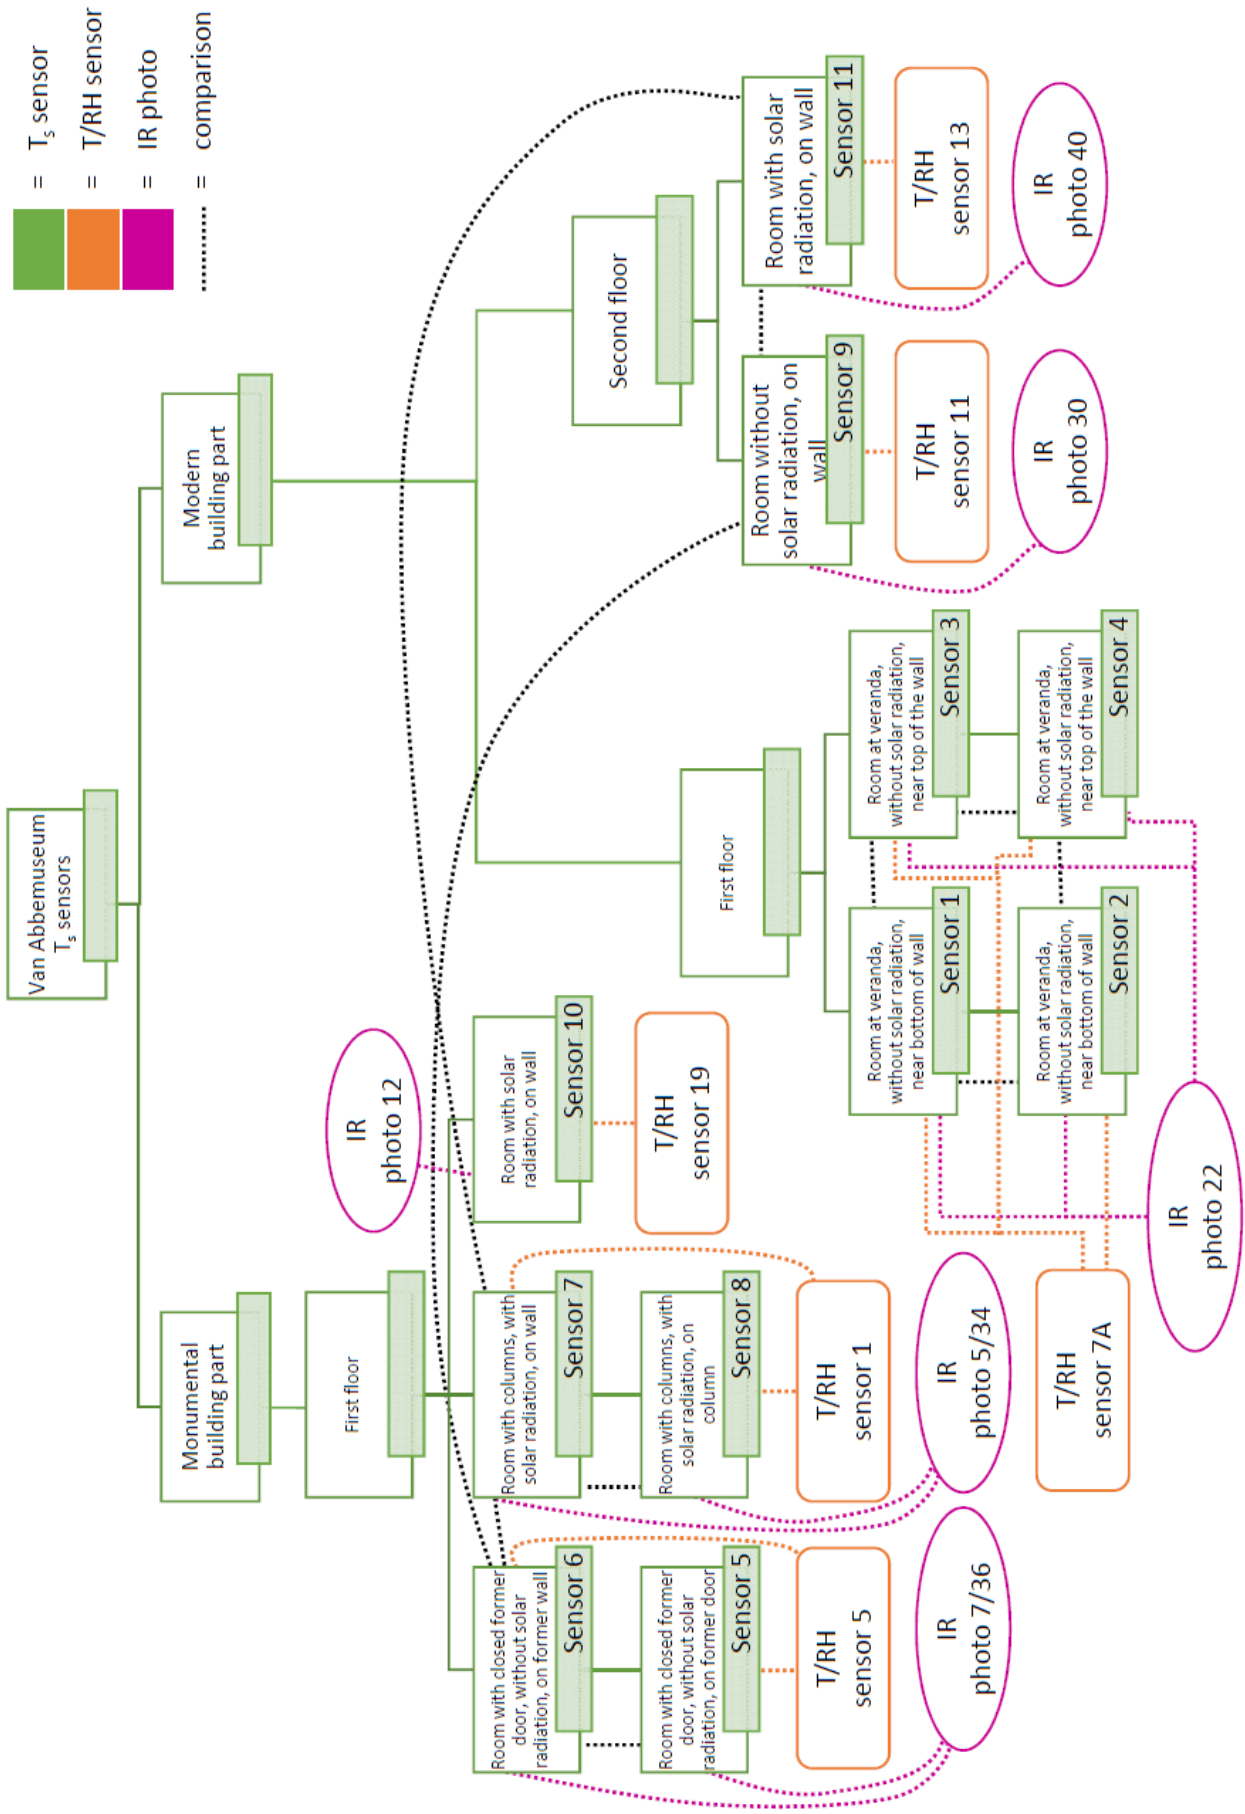 Van Abbemuseum
Ts sensors
= Ts sensor
= T/RH sensor
= IR photo
= comparison
Monumental
building part
Modern
building part
First floor
IR
photo 12
Second floor
Room with closed former
door, without solar
radiation, on former wall
Sensor 6
Room with columns, with
solar radiation, on wall
Sensor 7
Room with solar
radiation, on wall
Sensor 10
First floor
Room without
solar radiation, on
wall
Sensor 9
Room with solar
radiation, on wall
Sensor 11
Room with closed former
door, without solar
radiation, on former door
Sensor 5
Room with columns, with
solar radiation, on
column
Sensor 8
T/RH
sensor 19
Room at veranda,
without solar radiation,
near bottom of wall
Sensor 1
Room at veranda,
without solar radiation,
near top of the wall
Sensor 3
T/RH
sensor 11
T/RH
sensor 13
T/RH
sensor 5
T/RH
sensor 1
Room at veranda,
without solar radiation,
near bottom of wall
Sensor 2
Room at veranda,
without solar radiation,
near top of the wall
Sensor 4
IR
photo 30
IR
photo 40
IR
photo 7/36
IR
photo 5/34
T/RH
sensor 7A
IR
photo 22